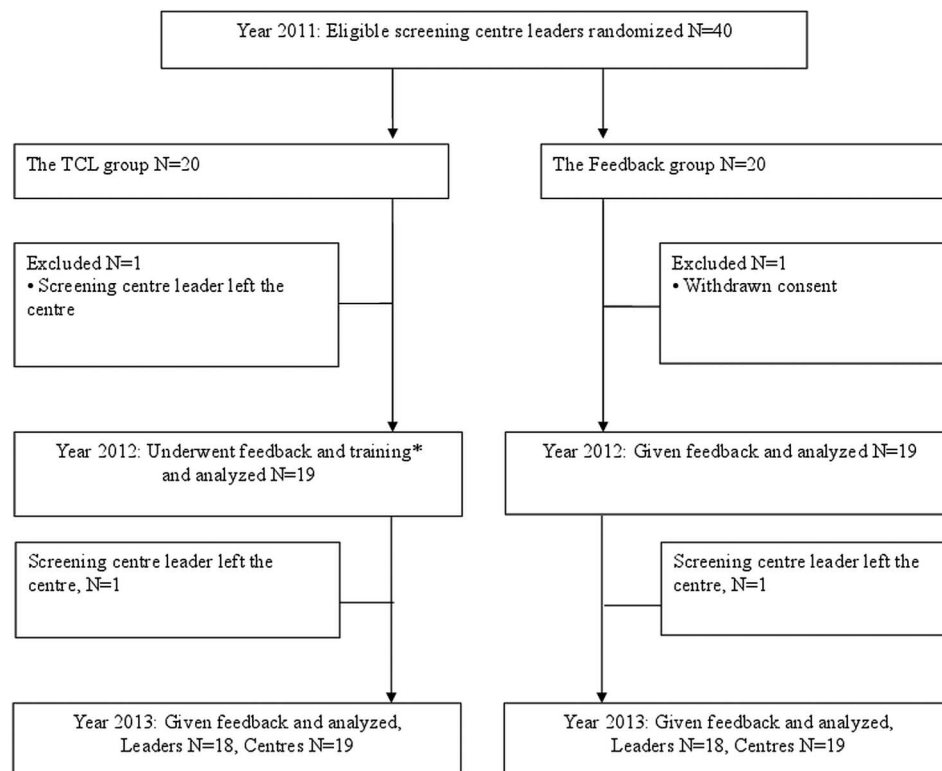 Year 2011: Eligible screening centre leaders randomized N=40
The TCL group N=20
The Feedback group N=20
Excluded N=1
• Screening centre leader left the
centre
Excluded N=1
• Withdrawn consent
Year 2012: Underwent feedback and training*
and analyzed N=19
Year 2012: Given feedback and analyzed N=19
Screening centre leader left the
centre, N=1
Screening centre leader left the
centre, N=1
Year 2013: Given feedback and analyzed,
Leaders N=18, Centres N=19
Year 2013: Given feedback and analyzed,
Leaders N=18, Centres N=19